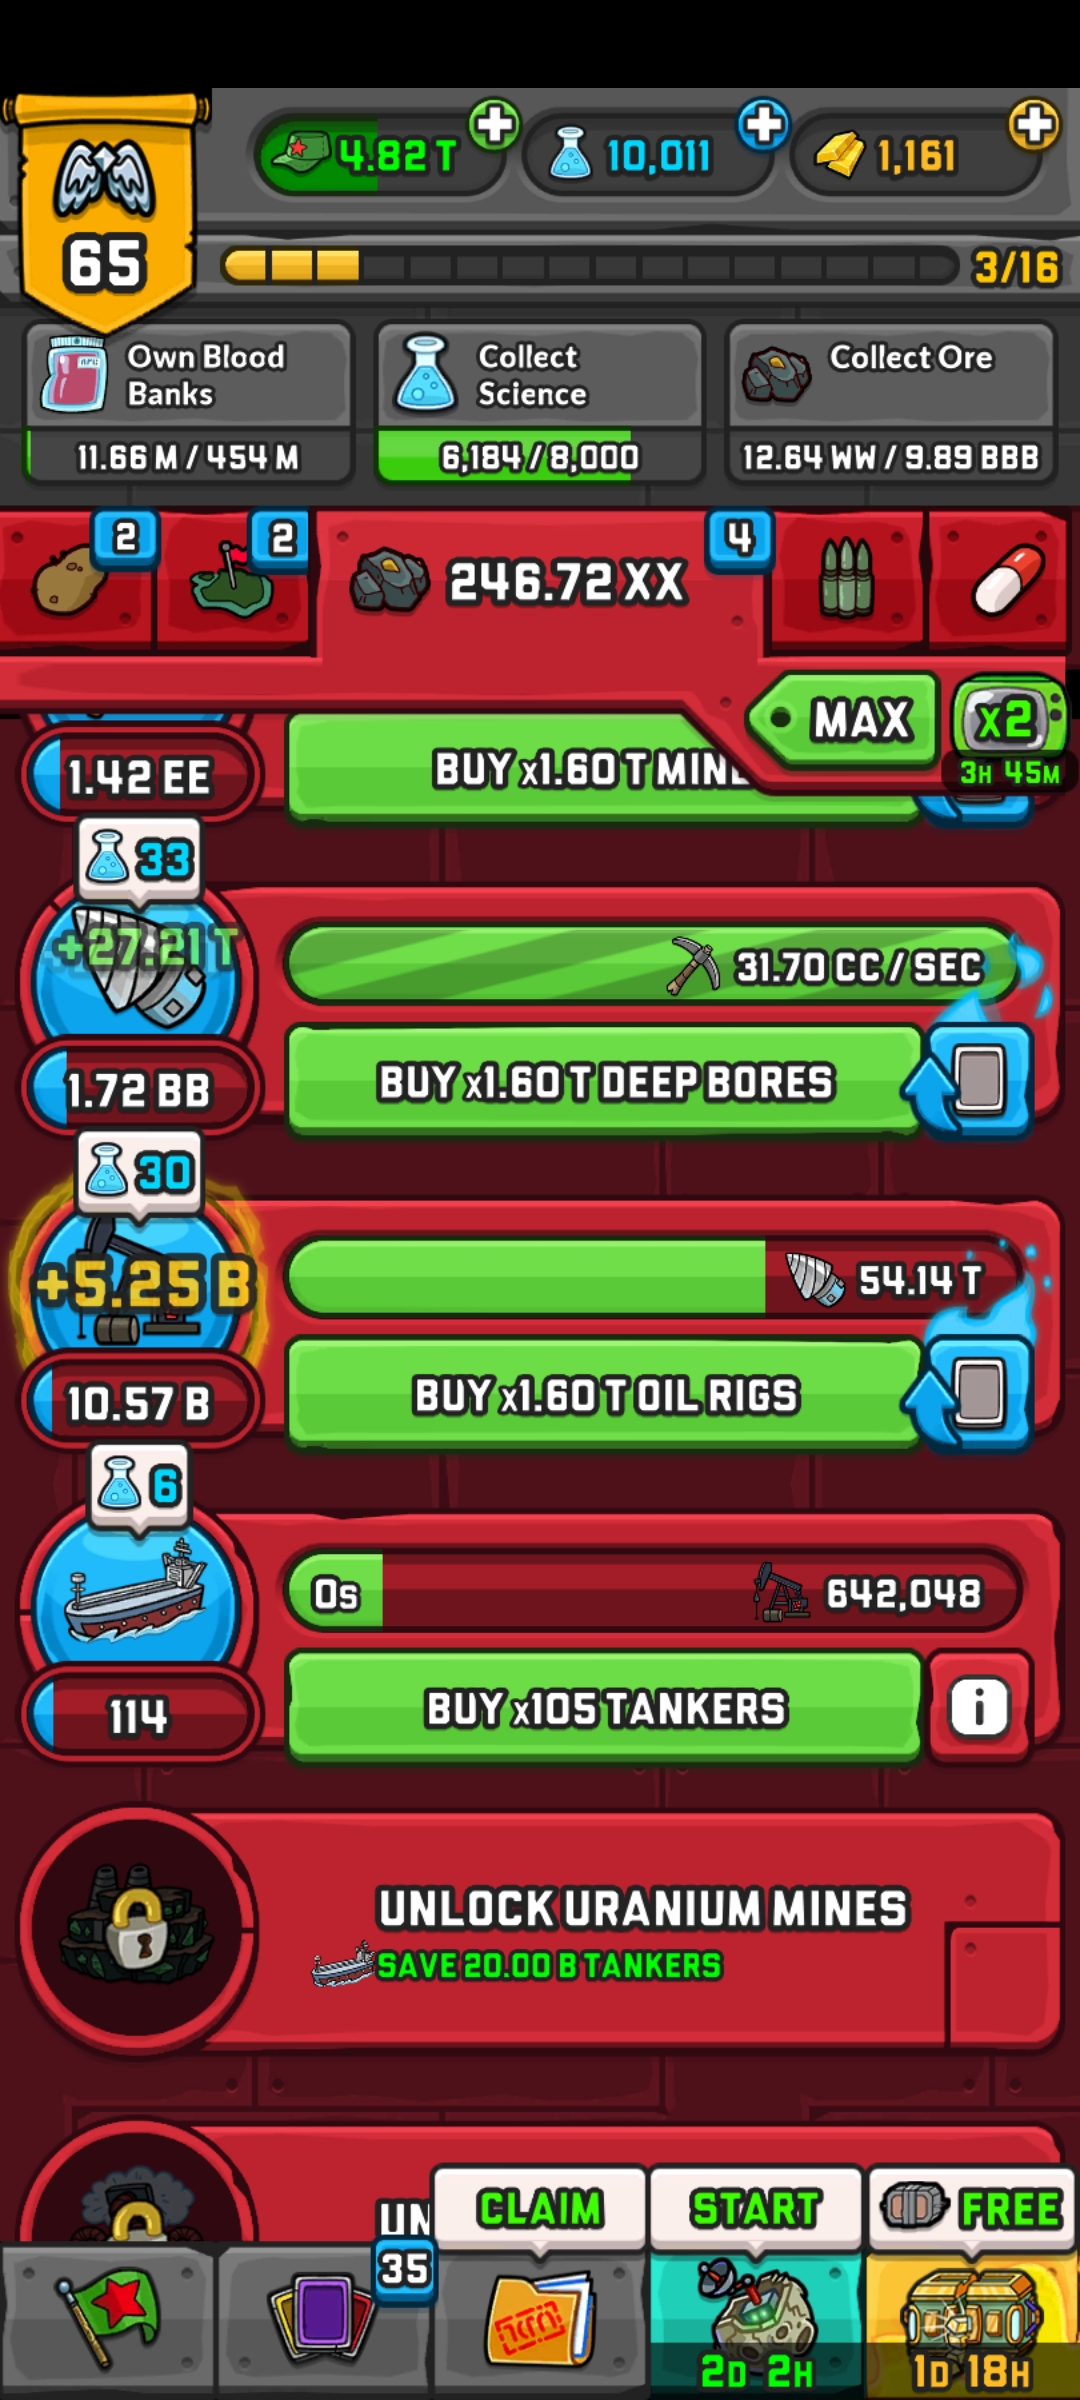 4.82 T
10,011
1,161
65
3/16
Own Blood
Banks
11.66 M / 454 M
Collect
Science
6,184 / 8,000
Collect Ore
12.64 WW / 9.89 BBB
2
2
246.72 XX
4
MAX
x2
3H 45M
1.42 EE
BUY x1.60 T MINE
33
+27.21 T
31.70 CC / SEC
1.72 BB
BUY x1.60 T DEEP BORES
30
+5.25 B
54.14 T
10.57 B
BUY x1.60 T OIL RIGS
6
0s
642,048
114
BUY x105 TANKERS
i
UNLOCK URANIUM MINES
SAVE 20.00 B TANKERS
UN
CLAIM
START
FREE
35
2D 2H
1D 18H